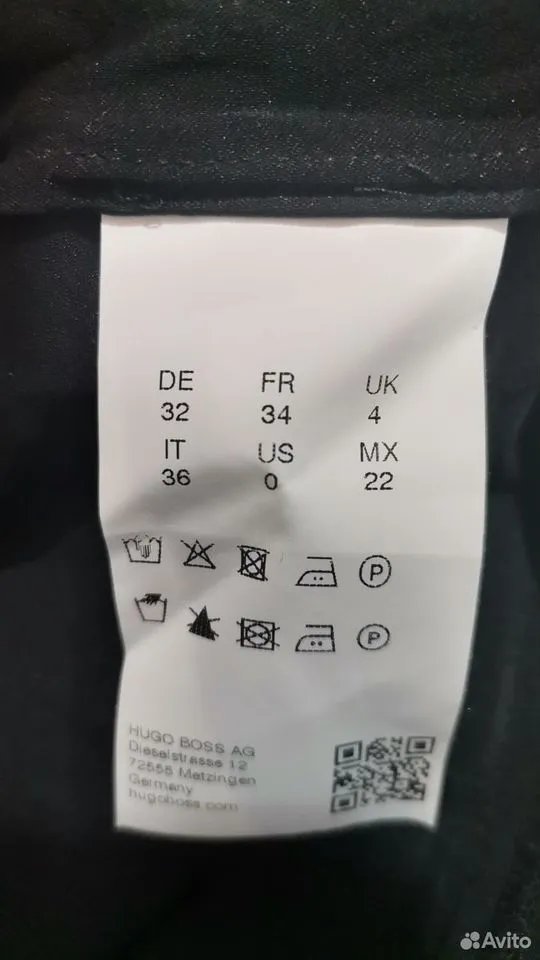 DE FR UK
32 34 4
IT US MX
36 0 22
P
P
HUGO BOSS AG
Dieselstrasse 12
72555 Metzingen
Germany
hugoboss.com
Avito